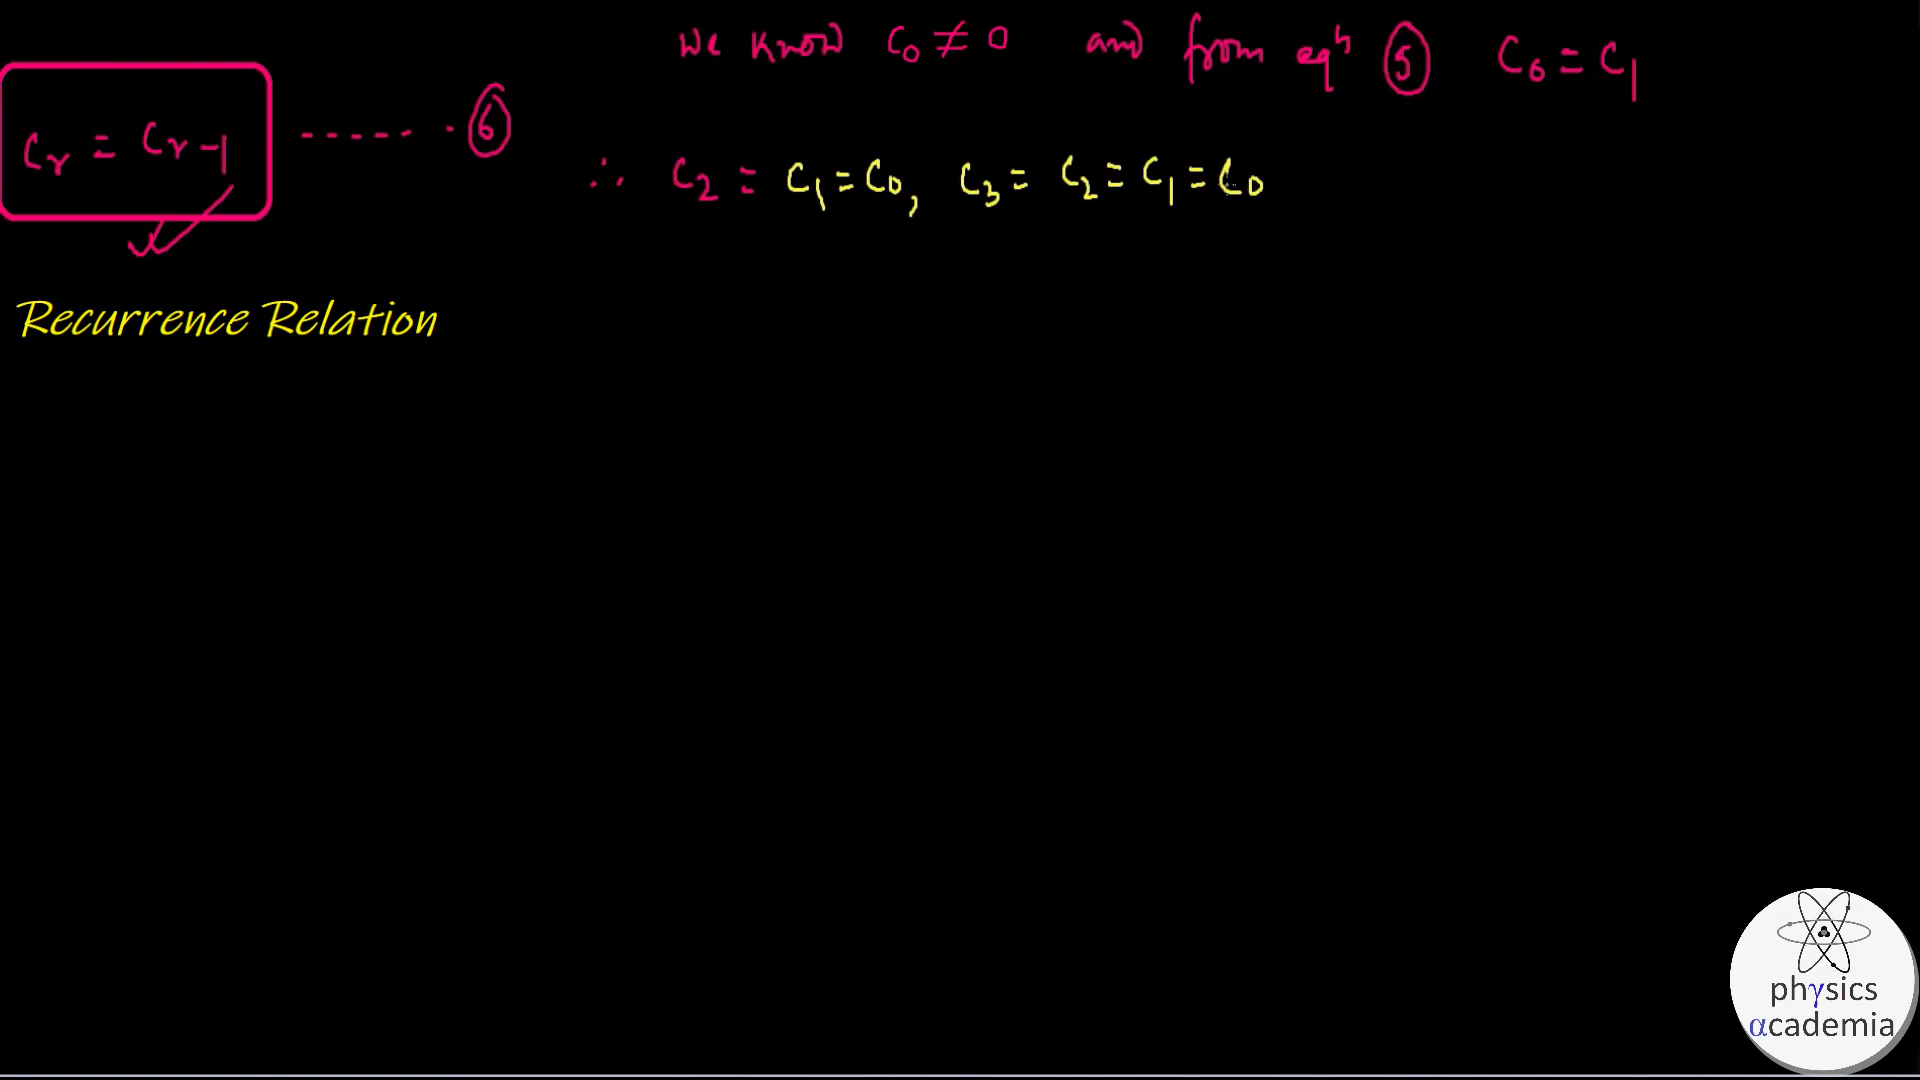 We know C₀ ≠ 0 and from eqⁿ ⑤ C₀ = C₁
Cᵣ = Cᵣ₋₁ ------ · ⑥
∴ C₂ = C₁ = C₀, C₃ = C₂ = C₁ = C₀
Recurrence Relation
phγsics
αcademia